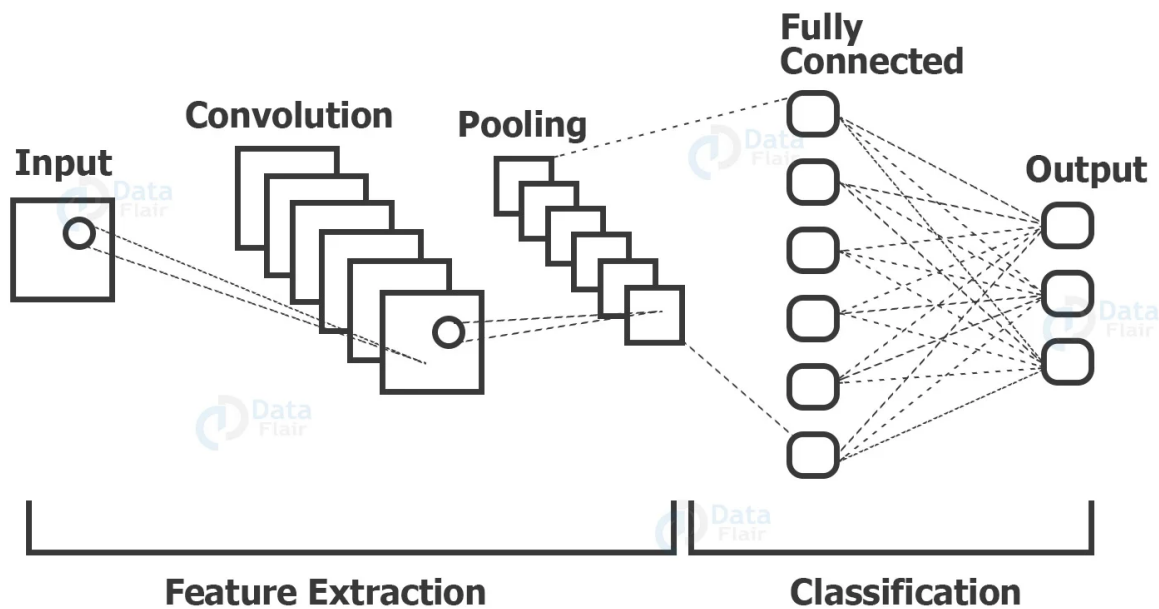 Fully
Connected
Convolution
Pooling
Input
Output
Data
Flair
Data
Flair
Data
Flair
Data
Flair
Data
Flair
Feature Extraction
Classification